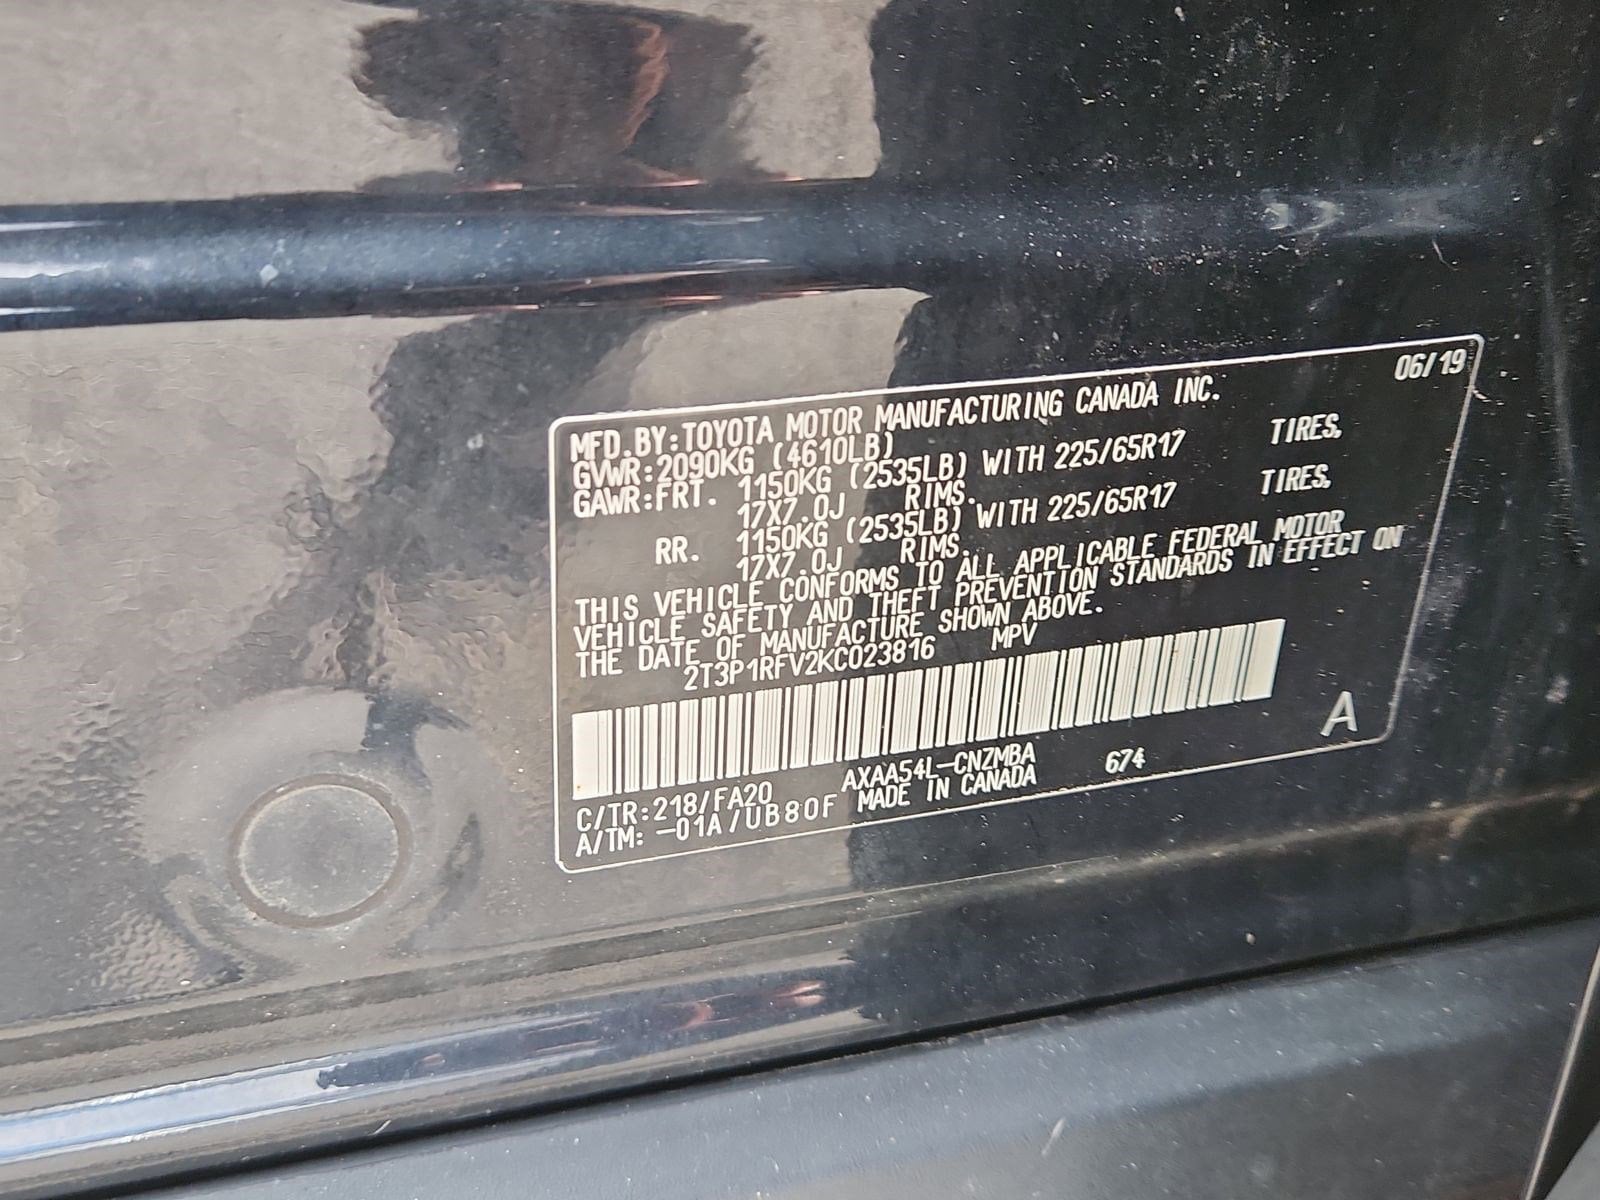 06/19
MFD.BY:TOYOTA MOTOR MANUFACTURING CANADA INC.
GVWR:2090KG (4610LB)
GAWR:FRT. 1150KG (2535LB) WITH 225/65R17 TIRES,
17X7.0J RIMS.
RR. 1150KG (2535LB) WITH 225/65R17 TIRES,
17X7.0J RIMS.
THIS VEHICLE CONFORMS TO ALL APPLICABLE FEDERAL MOTOR
VEHICLE SAFETY AND THEFT PREVENTION STANDARDS IN EFFECT ON
THE DATE OF MANUFACTURE SHOWN ABOVE.
2T3P1RFV2KC023816 MPV
A
C/TR:218/FA20 AXAA54L-CNZMBA 674
A/TM: -01A/UB80F MADE IN CANADA